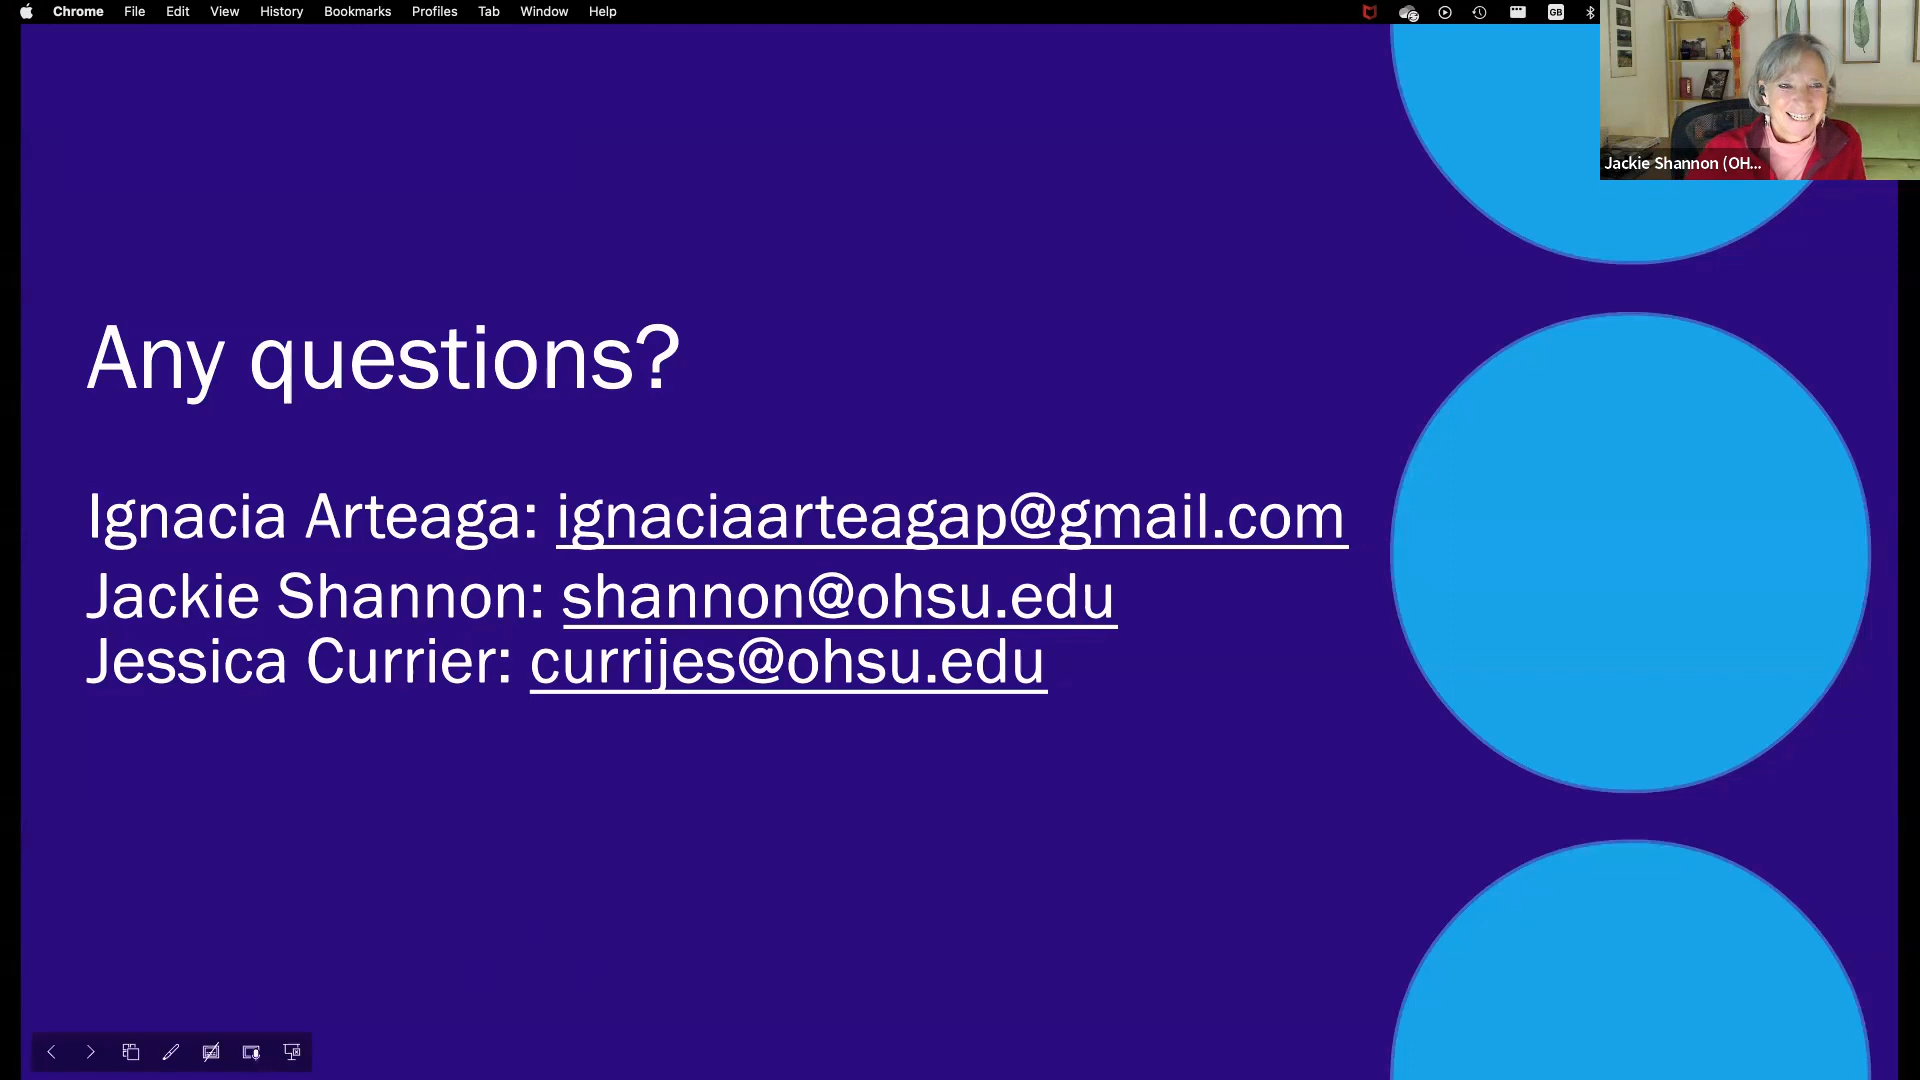 Chrome File Edit View History Bookmarks Profiles Tab Window Help GB
Jackie Shannon (OH...
Any questions?
Ignacia Arteaga: ignaciaarteagap@gmail.com
Jackie Shannon: shannon@ohsu.edu
Jessica Currier: currijes@ohsu.edu